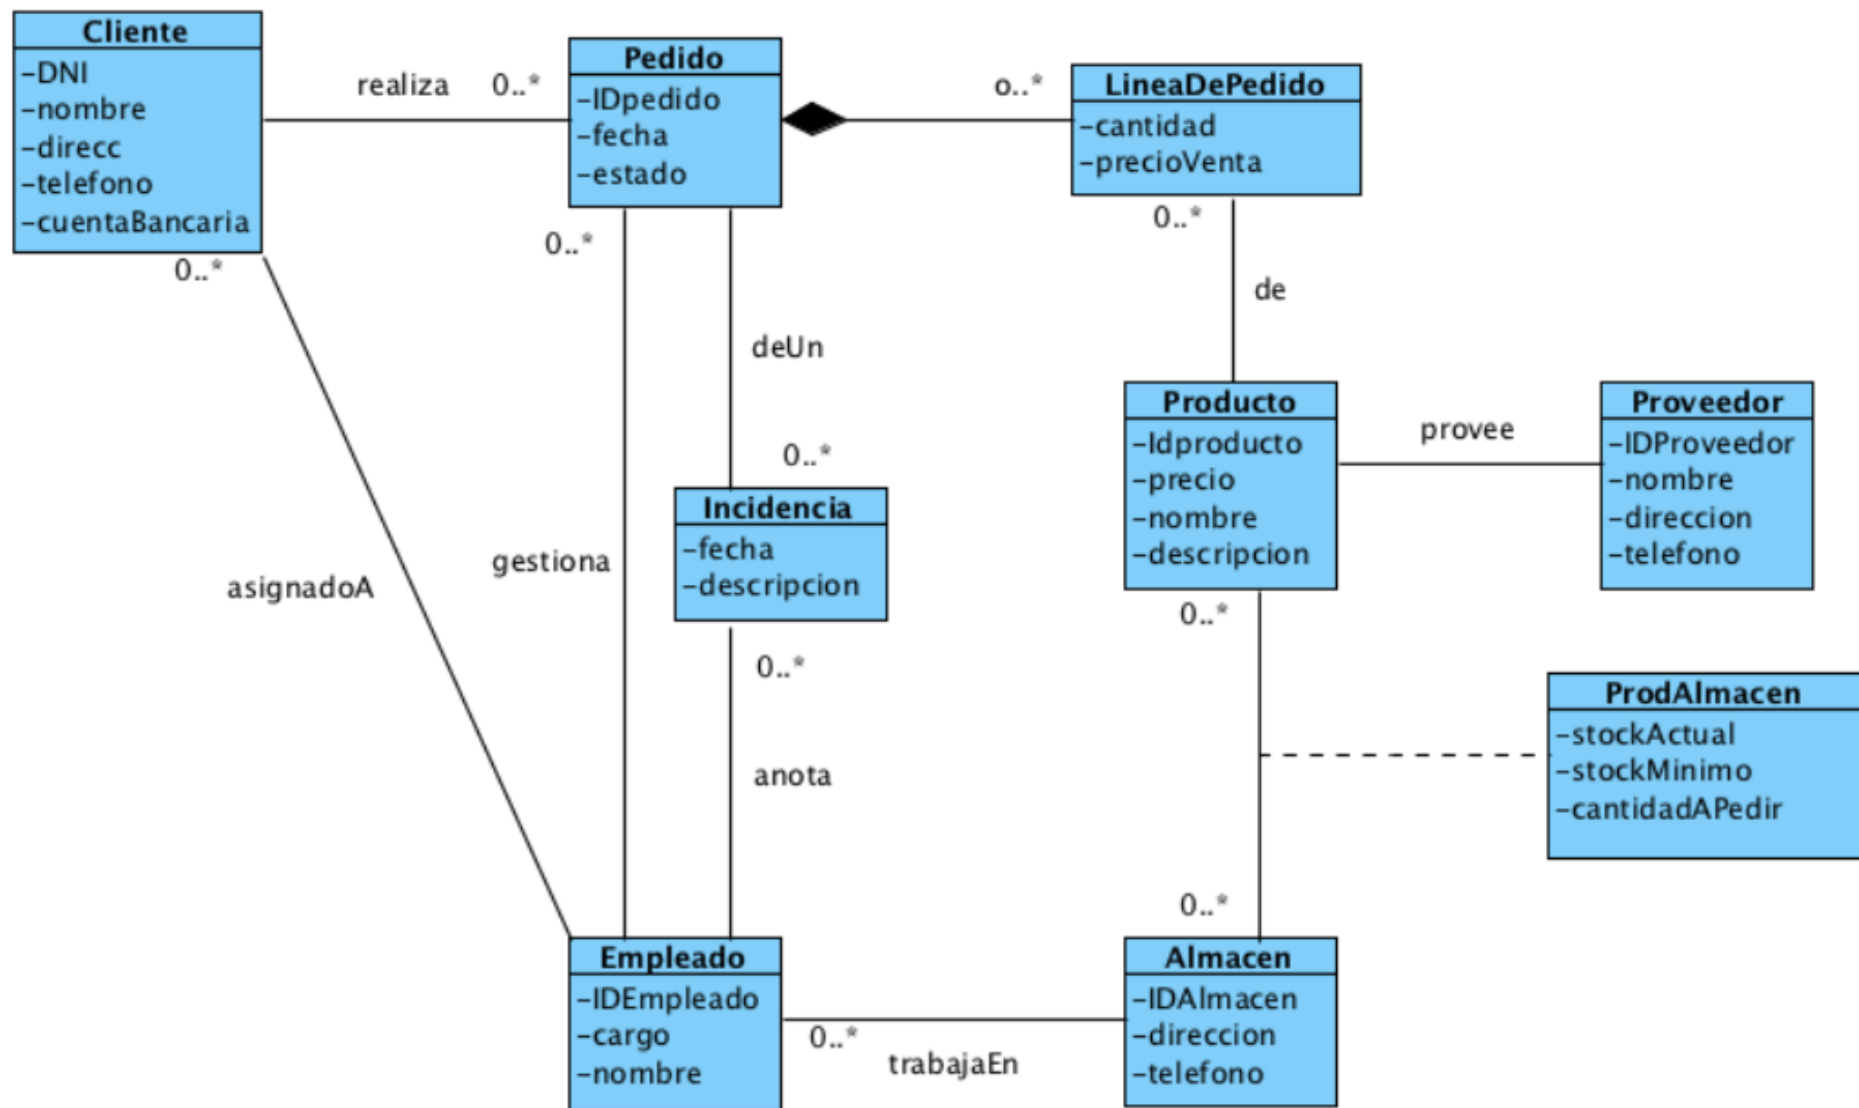 Cliente
-DNI
-nombre
-direcc
-telefono
-cuentaBancaria
0..*
realiza
0..*
Pedido
-IDpedido
-fecha
-estado
0..*
o..*
LineaDePedido
-cantidad
-precioVenta
0..*
de
deUn
0..*
Producto
-Idproducto
-precio
-nombre
-descripcion
0..*
provee
Proveedor
-IDProveedor
-nombre
-direccion
-telefono
Incidencia
-fecha
-descripcion
0..*
gestiona
asignadoA
anota
ProdAlmacen
-stockActual
-stockMinimo
-cantidadAPedir
0..*
Empleado
-IDEmpleado
-cargo
-nombre
0..*
trabajaEn
Almacen
-IDAlmacen
-direccion
-telefono